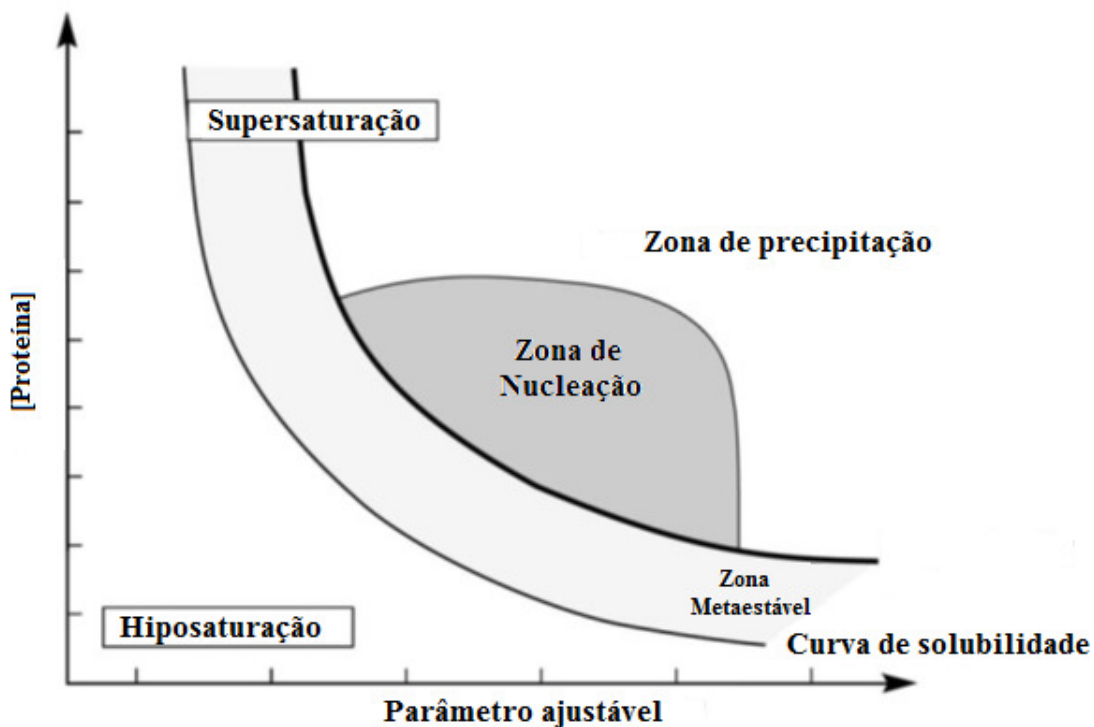 Supersaturação
Zona de precipitação
[Proteína]
Zona de
Nucleação
Zona
Metaestável
Hiposaturação
Curva de solubilidade
Parâmetro ajustável